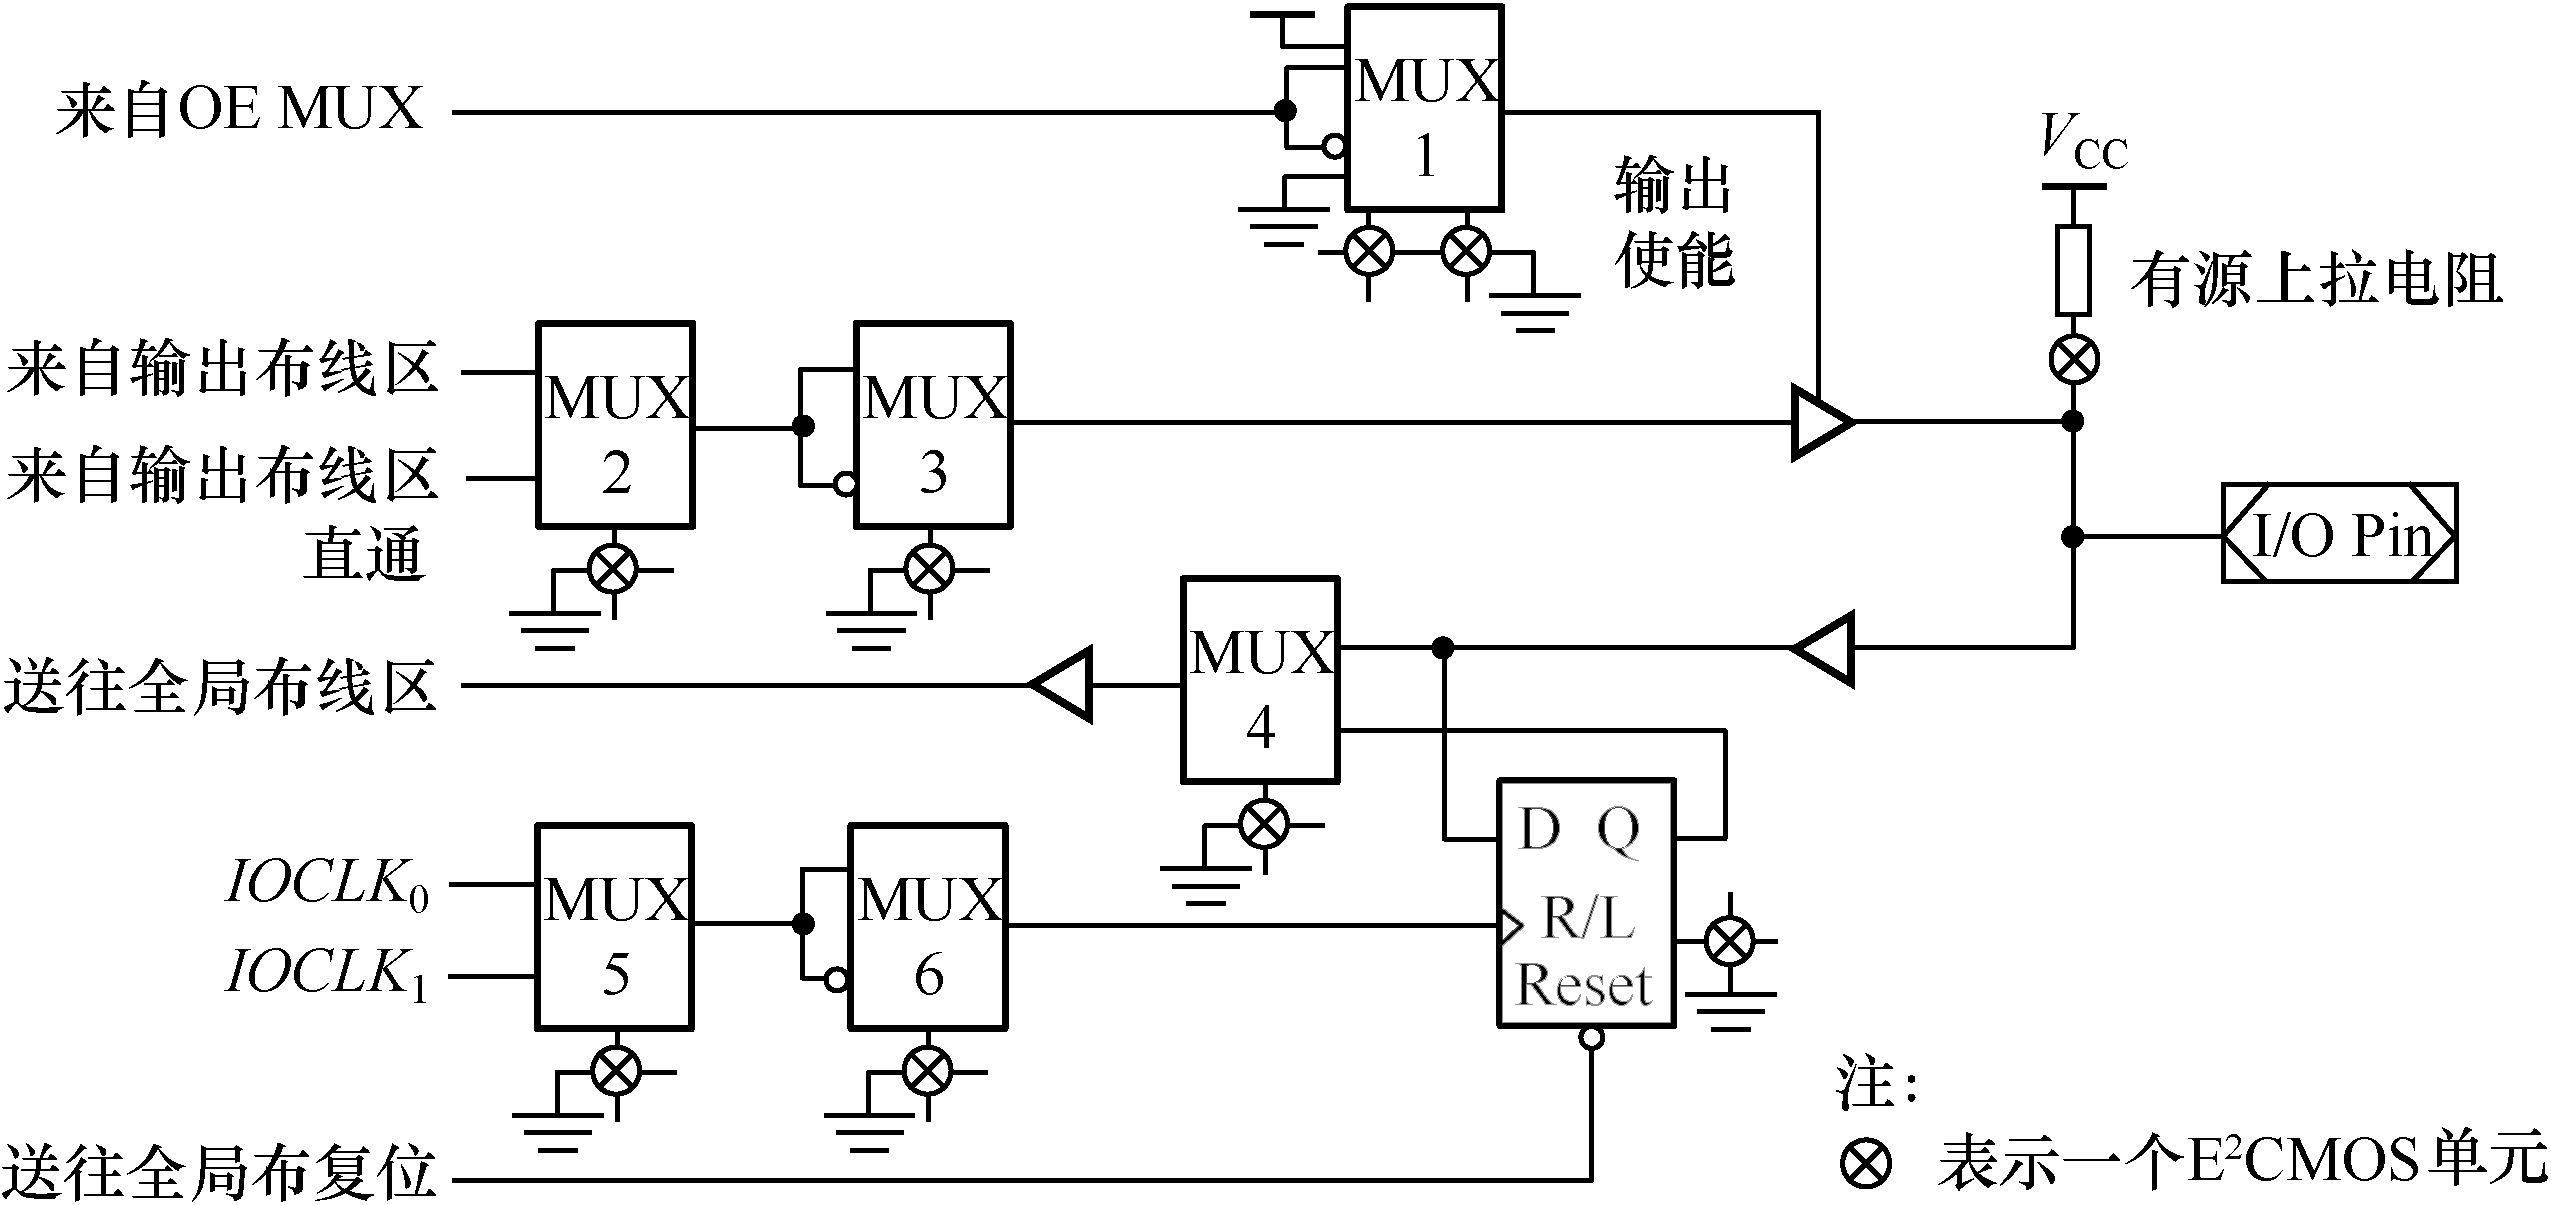 来自OE MUX
MUX
1
输出
使能
V_CC
有源上拉电阻
来自输出布线区
MUX
2
MUX
3
来自输出布线区
直通
I/O Pin
送往全局布线区
MUX
4
IOCLK₀
IOCLK₁
MUX
5
MUX
6
D Q
R/L
Reset
送往全局布复位
注：
表示一个E²CMOS单元